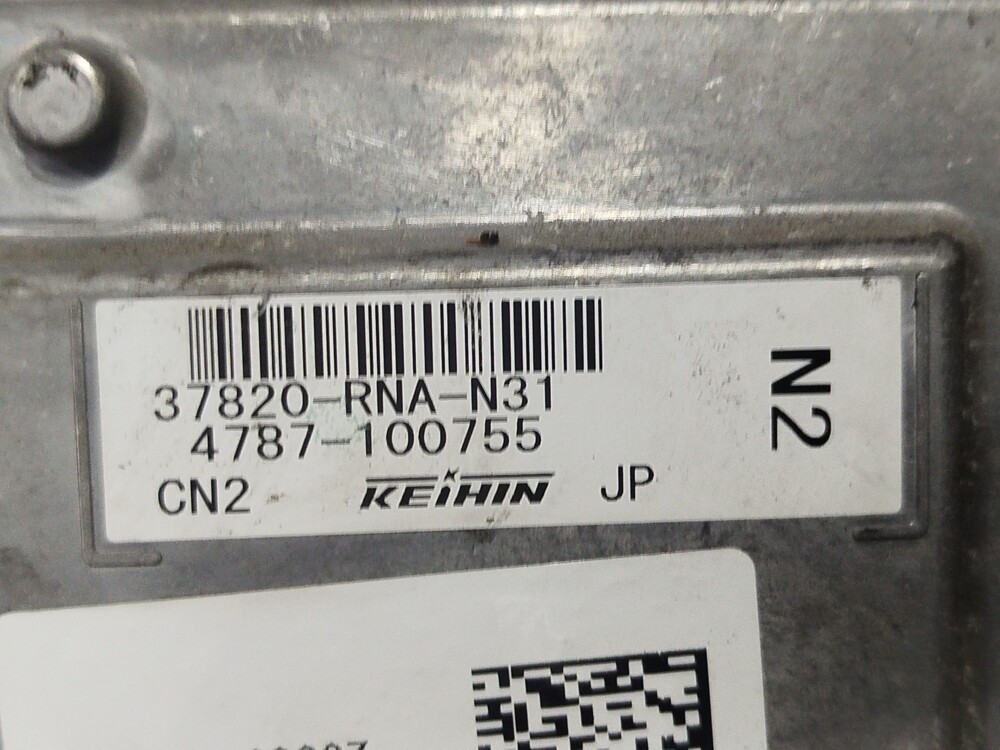 37820-RNA-N31
4787-100755
CN2 KEIHIN JP
N2